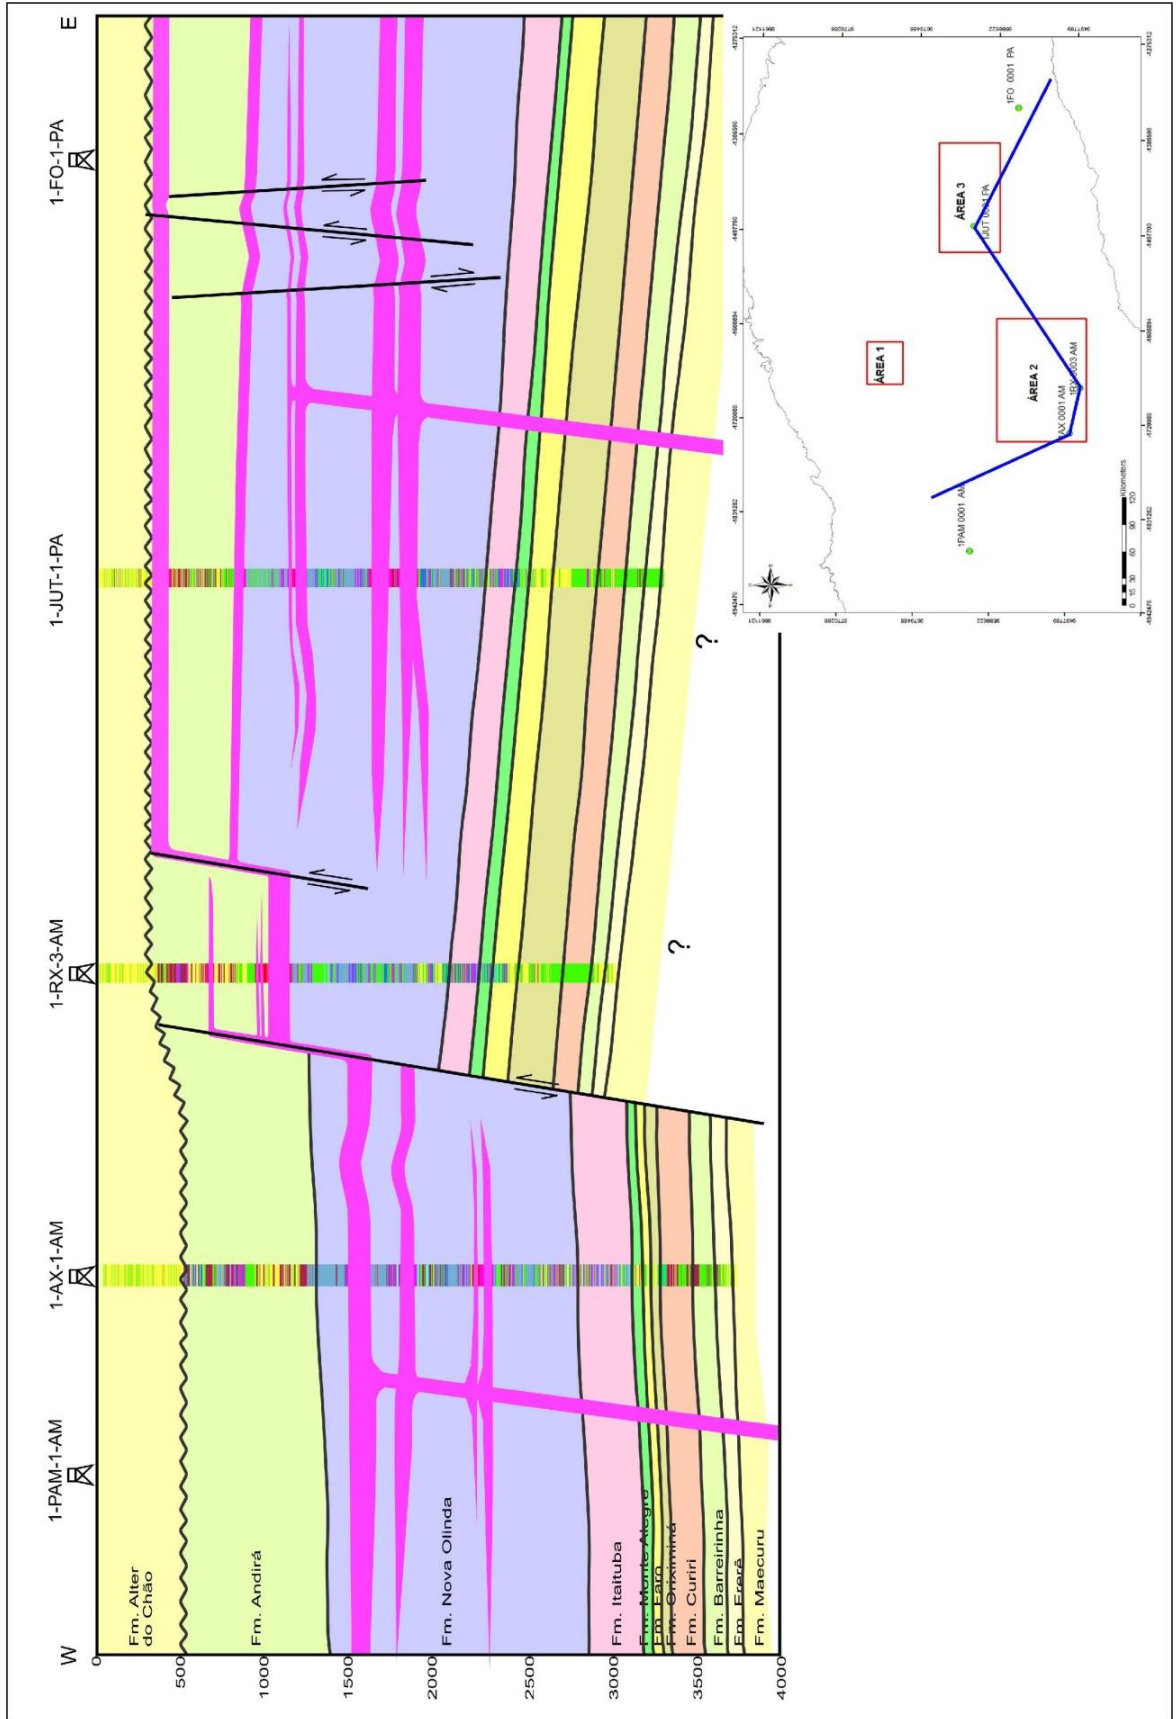 W
E
1-PAM-1-AM
1-AX-1-AM
1-RX-3-AM
1-JUT-1-PA
1-FO-1-PA
0
500
1000
1500
2000
2500
3000
3500
4000
Fm. Alter
do Chão
Fm. Andirá
Fm. Nova Olinda
Fm. Itaituba
Fm. Monte Alegre
Fm. Faro
Fm. Oriximiná
Fm. Curiri
Fm. Barreirinha
Fm. Ererê
Fm. Maecuru
?
?
ÁREA 1
ÁREA 2
ÁREA 3
1PAM 0001 AM
1AX 0001 AM
1RX 0003 AM
1JUT 0001 PA
1FO 0001 PA
0 15 30 60 90 120
Kilometers